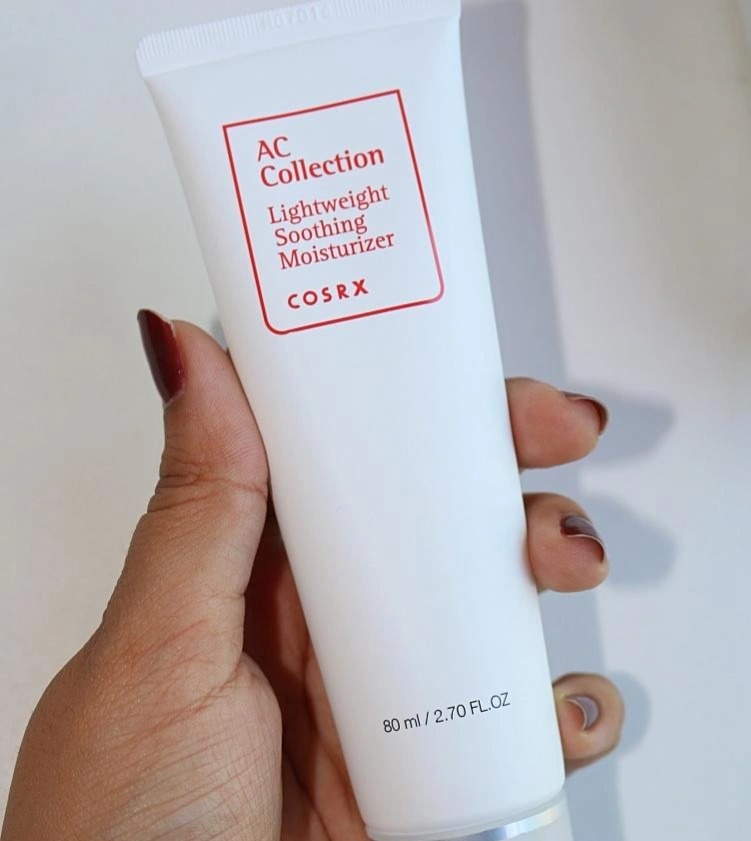 AC
Collection
Lightweight
Soothing
Moisturizer
COSRX
80 ml / 2.70 FL.OZ